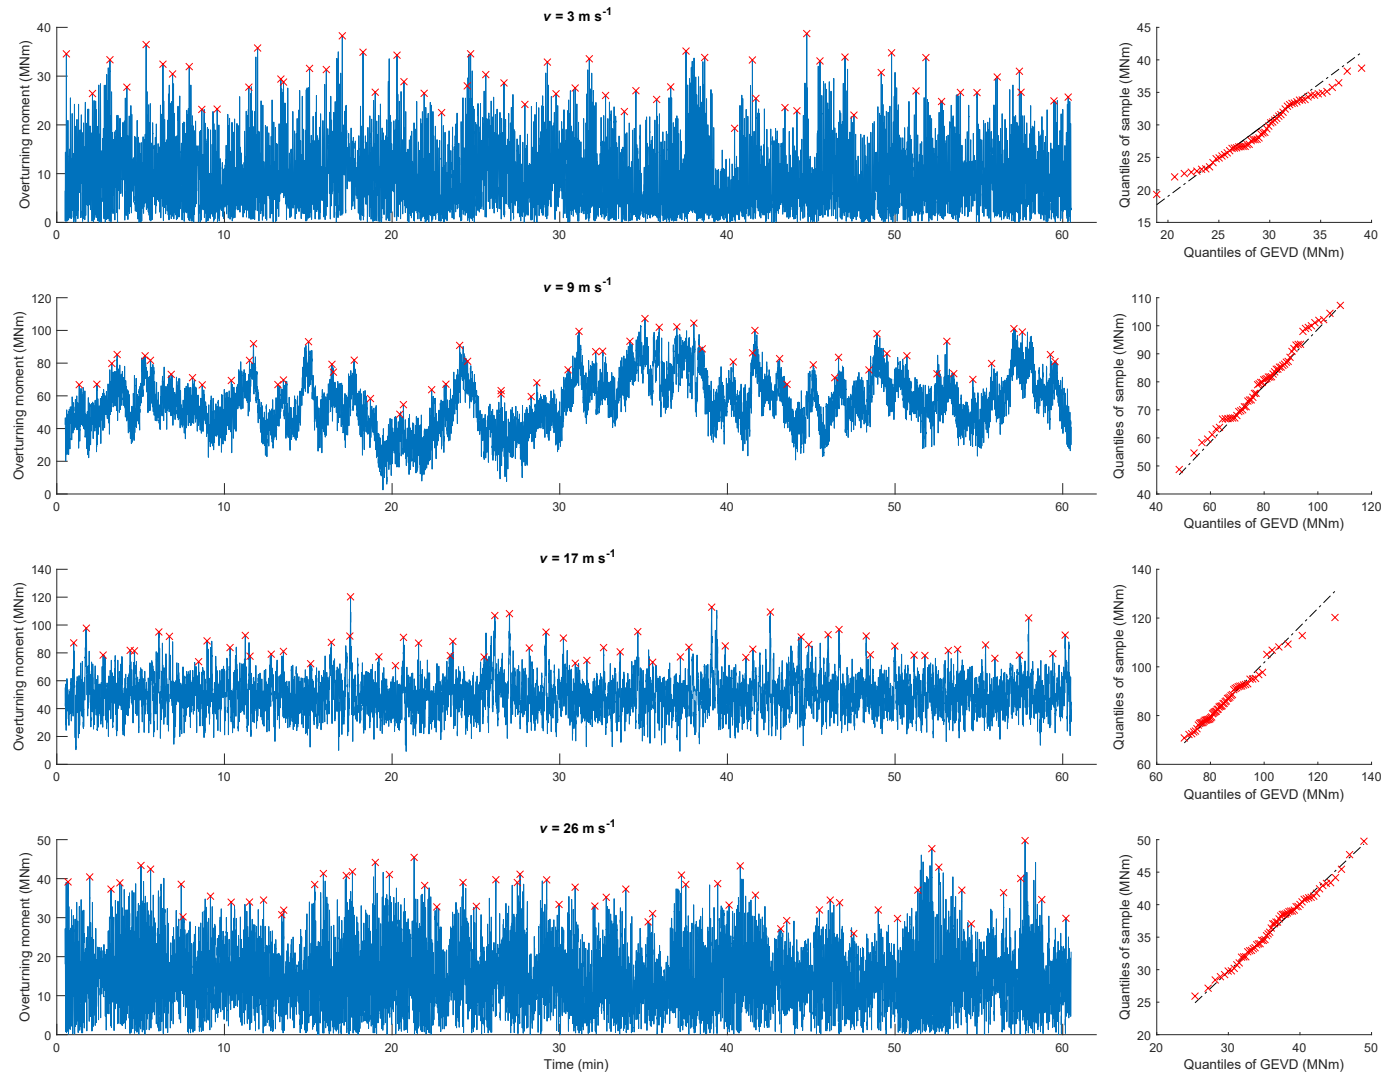 v = 3 m s-1
Overturning moment (MNm)
40
30
20
10
0
0 10 20 30 40 50 60
Quantiles of sample (MNm)
45
40
35
30
25
20
15
20 25 30 35 40
Quantiles of GEVD (MNm)
v = 9 m s-1
Overturning moment (MNm)
120
100
80
60
40
20
0
0 10 20 30 40 50 60
Quantiles of sample (MNm)
110
100
90
80
70
60
50
40
40 60 80 100 120
Quantiles of GEVD (MNm)
v = 17 m s-1
Overturning moment (MNm)
140
120
100
80
60
40
20
0
0 10 20 30 40 50 60
Quantiles of sample (MNm)
140
120
100
80
60
60 80 100 120 140
Quantiles of GEVD (MNm)
v = 26 m s-1
Overturning moment (MNm)
50
40
30
20
10
0
0 10 20 30 40 50 60
Time (min)
Quantiles of sample (MNm)
50
45
40
35
30
25
20
20 30 40 50
Quantiles of GEVD (MNm)